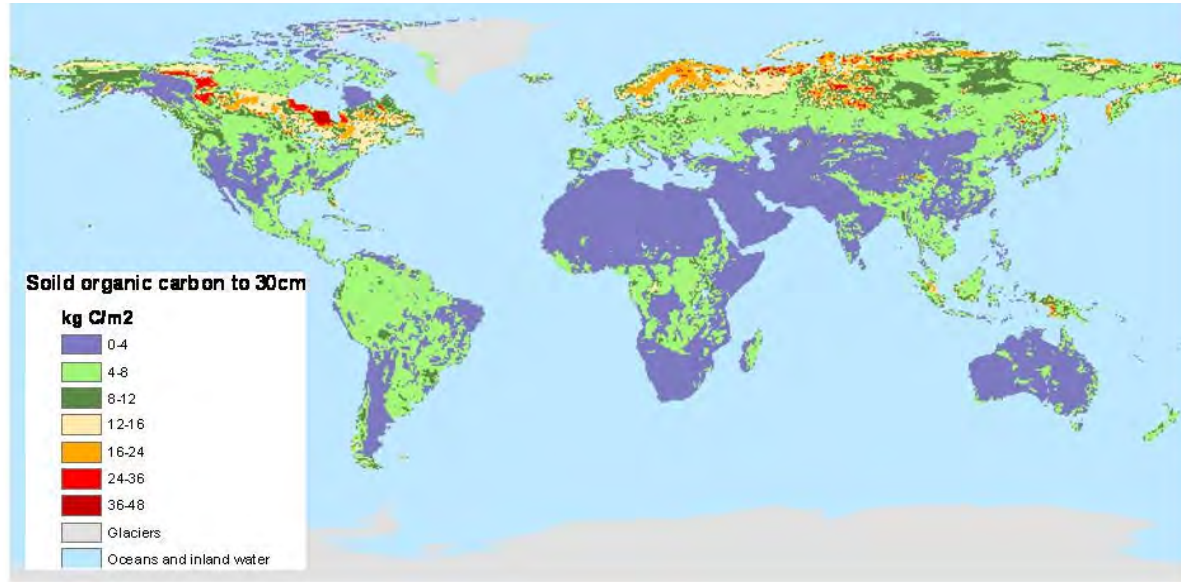 Soild organic carbon to 30cm
kg C/m2
0-4
4-8
8-12
12-16
16-24
24-36
36-48
Glaciers
Oceans and inland water